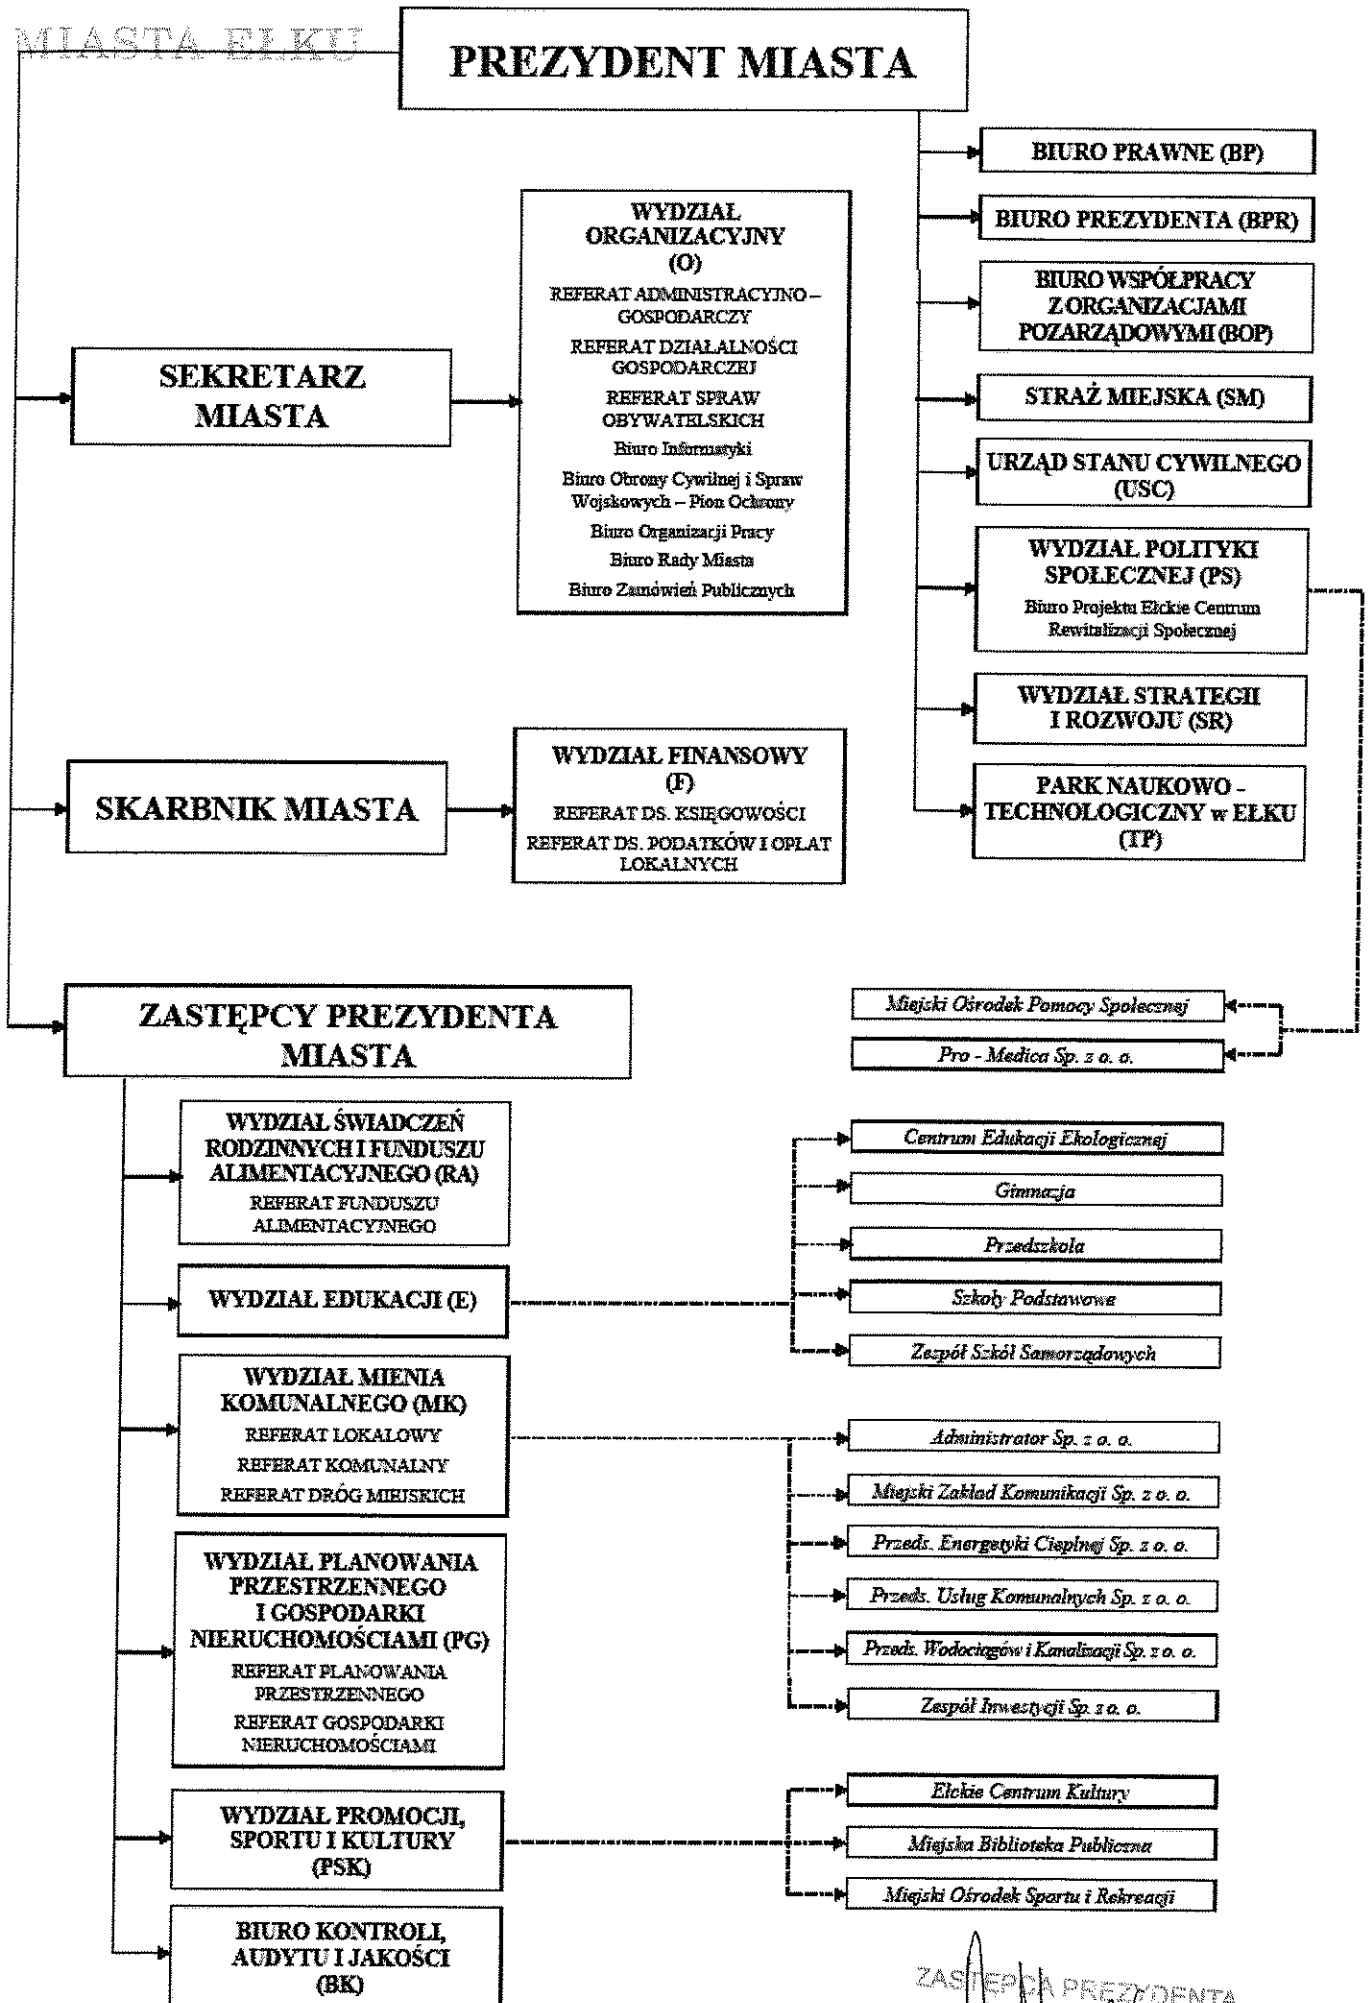 MIASTA EŁKU
PREZYDENT MIASTA
BIURO PRAWNE (BP)
BIURO PREZYDENTA (BPR)
BIURO WSPÓŁPRACY
Z ORGANIZACJAMI
POZARZĄDOWYMI (BOP)
STRAŻ MIEJSKA (SM)
URZĄD STANU CYWILNEGO
(USC)
WYDZIAŁ POLITYKI
SPOŁECZNEJ (PS)
Biuro Projektu Ełckie Centrum
Rewitalizacji Społecznej
WYDZIAŁ STRATEGII
I ROZWOJU (SR)
PARK NAUKOWO -
TECHNOLOGICZNY w EŁKU
(TP)
SEKRETARZ
MIASTA
WYDZIAŁ
ORGANIZACYJNY
(O)
REFERAT ADMINISTRACYJNO –
GOSPODARCZY
REFERAT DZIAŁALNOŚCI
GOSPODARCZEJ
REFERAT SPRAW
OBYWATELSKICH
Biuro Informatyki
Biuro Obrony Cywilnej i Spraw
Wojskowych – Pion Ochrony
Biuro Organizacji Pracy
Biuro Rady Miasta
Biuro Zamówień Publicznych
SKARBNIK MIASTA
WYDZIAŁ FINANSOWY
(F)
REFERAT DS. KSIĘGOWOŚCI
REFERAT DS. PODATKÓW I OPŁAT
LOKALNYCH
ZASTĘPCY PREZYDENTA
MIASTA
Miejski Ośrodek Pomocy Społecznej
Pro - Medica Sp. z o. o.
WYDZIAŁ ŚWIADCZEŃ
RODZINNYCH I FUNDUSZU
ALIMENTACYJNEGO (RA)
REFERAT FUNDUSZU
ALIMENTACYJNEGO
WYDZIAŁ EDUKACJI (E)
Centrum Edukacji Ekologicznej
Gimnazja
Przedszkola
Szkoły Podstawowe
Zespół Szkół Samorządowych
WYDZIAŁ MIENIA
KOMUNALNEGO (MK)
REFERAT LOKALOWY
REFERAT KOMUNALNY
REFERAT DRÓG MIEJSKICH
Administrator Sp. z o. o.
Miejski Zakład Komunikacji Sp. z o. o.
Przeds. Energetyki Cieplnej Sp. z o. o.
Przeds. Usług Komunalnych Sp. z o. o.
Przeds. Wodociągów i Kanalizacji Sp. z o. o.
Zespół Inwestycji Sp. z o. o.
WYDZIAŁ PLANOWANIA
PRZESTRZENNEGO
I GOSPODARKI
NIERUCHOMOŚCIAMI (PG)
REFERAT PLANOWANIA
PRZESTRZENNEGO
REFERAT GOSPODARKI
NIERUCHOMOŚCIAMI
WYDZIAŁ PROMOCJI,
SPORTU I KULTURY
(PSK)
Ełckie Centrum Kultury
Miejska Biblioteka Publiczna
Miejski Ośrodek Sportu i Rekreacji
BIURO KONTROLI,
AUDYTU I JAKOŚCI
(BK)
ZASTĘPCA PREZYDENTA